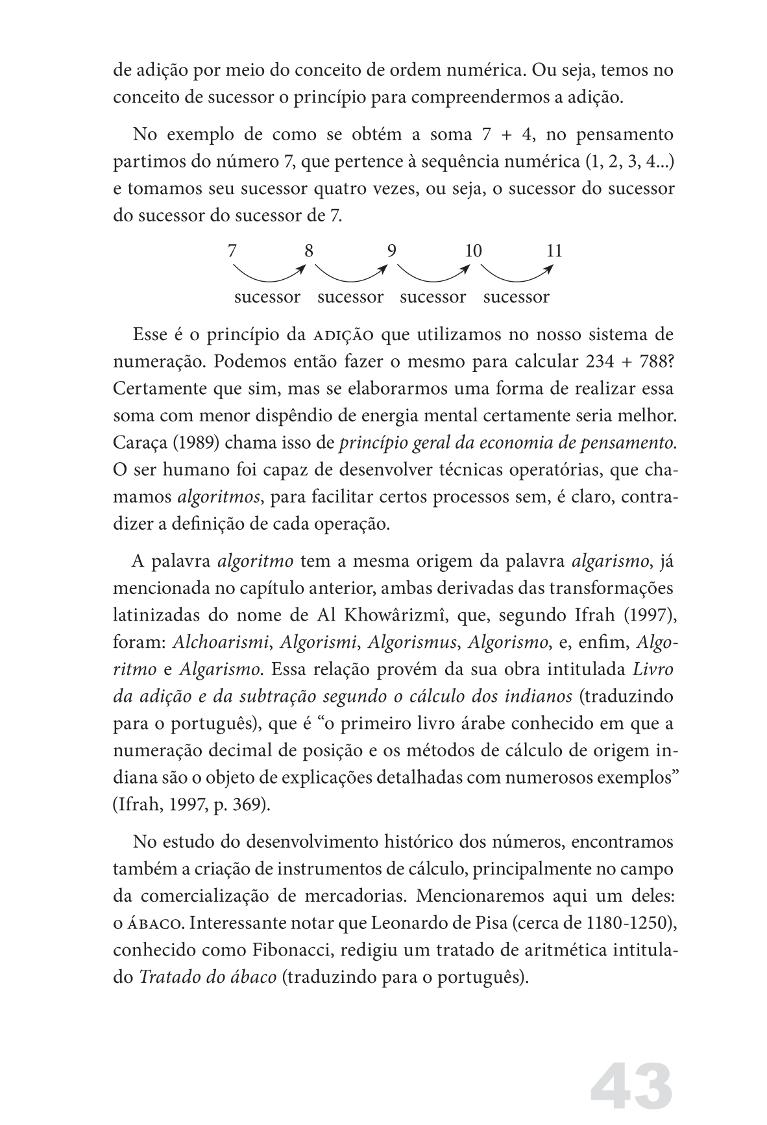 de adição por meio do conceito de ordem numérica. Ou seja, temos no
conceito de sucessor o princípio para compreendermos a adição.
No exemplo de como se obtém a soma 7 + 4, no pensamento
partimos do número 7, que pertence à sequência numérica (1, 2, 3, 4...)
e tomamos seu sucessor quatro vezes, ou seja, o sucessor do sucessor
do sucessor do sucessor de 7.
7 8 9 10 11
sucessor sucessor sucessor sucessor
Esse é o princípio da ADIÇÃO que utilizamos no nosso sistema de
numeração. Podemos então fazer o mesmo para calcular 234 + 788?
Certamente que sim, mas se elaborarmos uma forma de realizar essa
soma com menor dispêndio de energia mental certamente seria melhor.
Caraça (1989) chama isso de princípio geral da economia de pensamento.
O ser humano foi capaz de desenvolver técnicas operatórias, que cha-
mamos algoritmos, para facilitar certos processos sem, é claro, contra-
dizer a definição de cada operação.
A palavra algoritmo tem a mesma origem da palavra algarismo, já
mencionada no capítulo anterior, ambas derivadas das transformações
latinizadas do nome de Al Khowârizmî, que, segundo Ifrah (1997),
foram: Alchoarismi, Algorismi, Algorismus, Algorismo, e, enfim, Algo-
ritmo e Algarismo. Essa relação provém da sua obra intitulada Livro
da adição e da subtração segundo o cálculo dos indianos (traduzindo
para o português), que é “o primeiro livro árabe conhecido em que a
numeração decimal de posição e os métodos de cálculo de origem in-
diana são o objeto de explicações detalhadas com numerosos exemplos”
(Ifrah, 1997, p. 369).
No estudo do desenvolvimento histórico dos números, encontramos
também a criação de instrumentos de cálculo, principalmente no campo
da comercialização de mercadorias. Mencionaremos aqui um deles:
o ÁBACO. Interessante notar que Leonardo de Pisa (cerca de 1180-1250),
conhecido como Fibonacci, redigiu um tratado de aritmética intitula-
do Tratado do ábaco (traduzindo para o português).
43